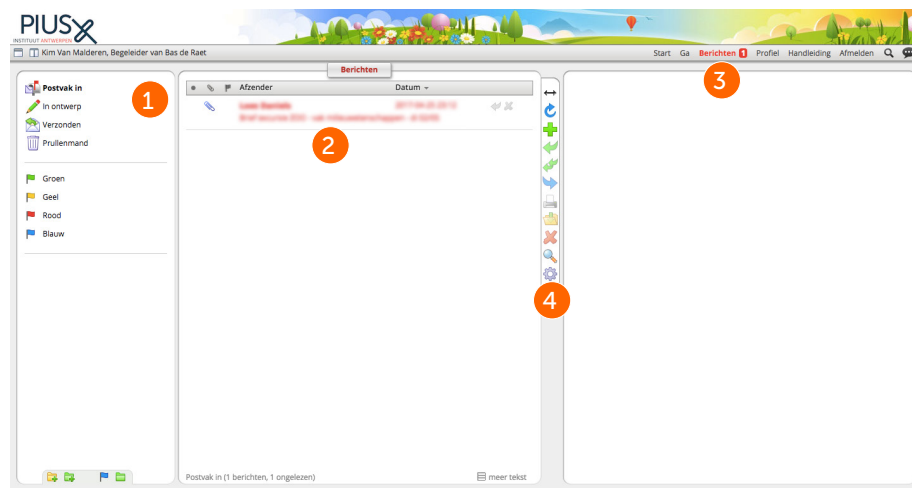 PIUSX
INSTITUUT ANTWERPEN
Kim Van Malderen, Begeleider van Bas de Raet
Start Ga Berichten 1 Profiel Handleiding Afmelden
3
Berichten
Postvak in
1
In ontwerp
Verzonden
Prullenmand
Groen
Geel
Rood
Blauw
Afzender Datum
2
4
Postvak in (1 berichten, 1 ongelezen) meer tekst